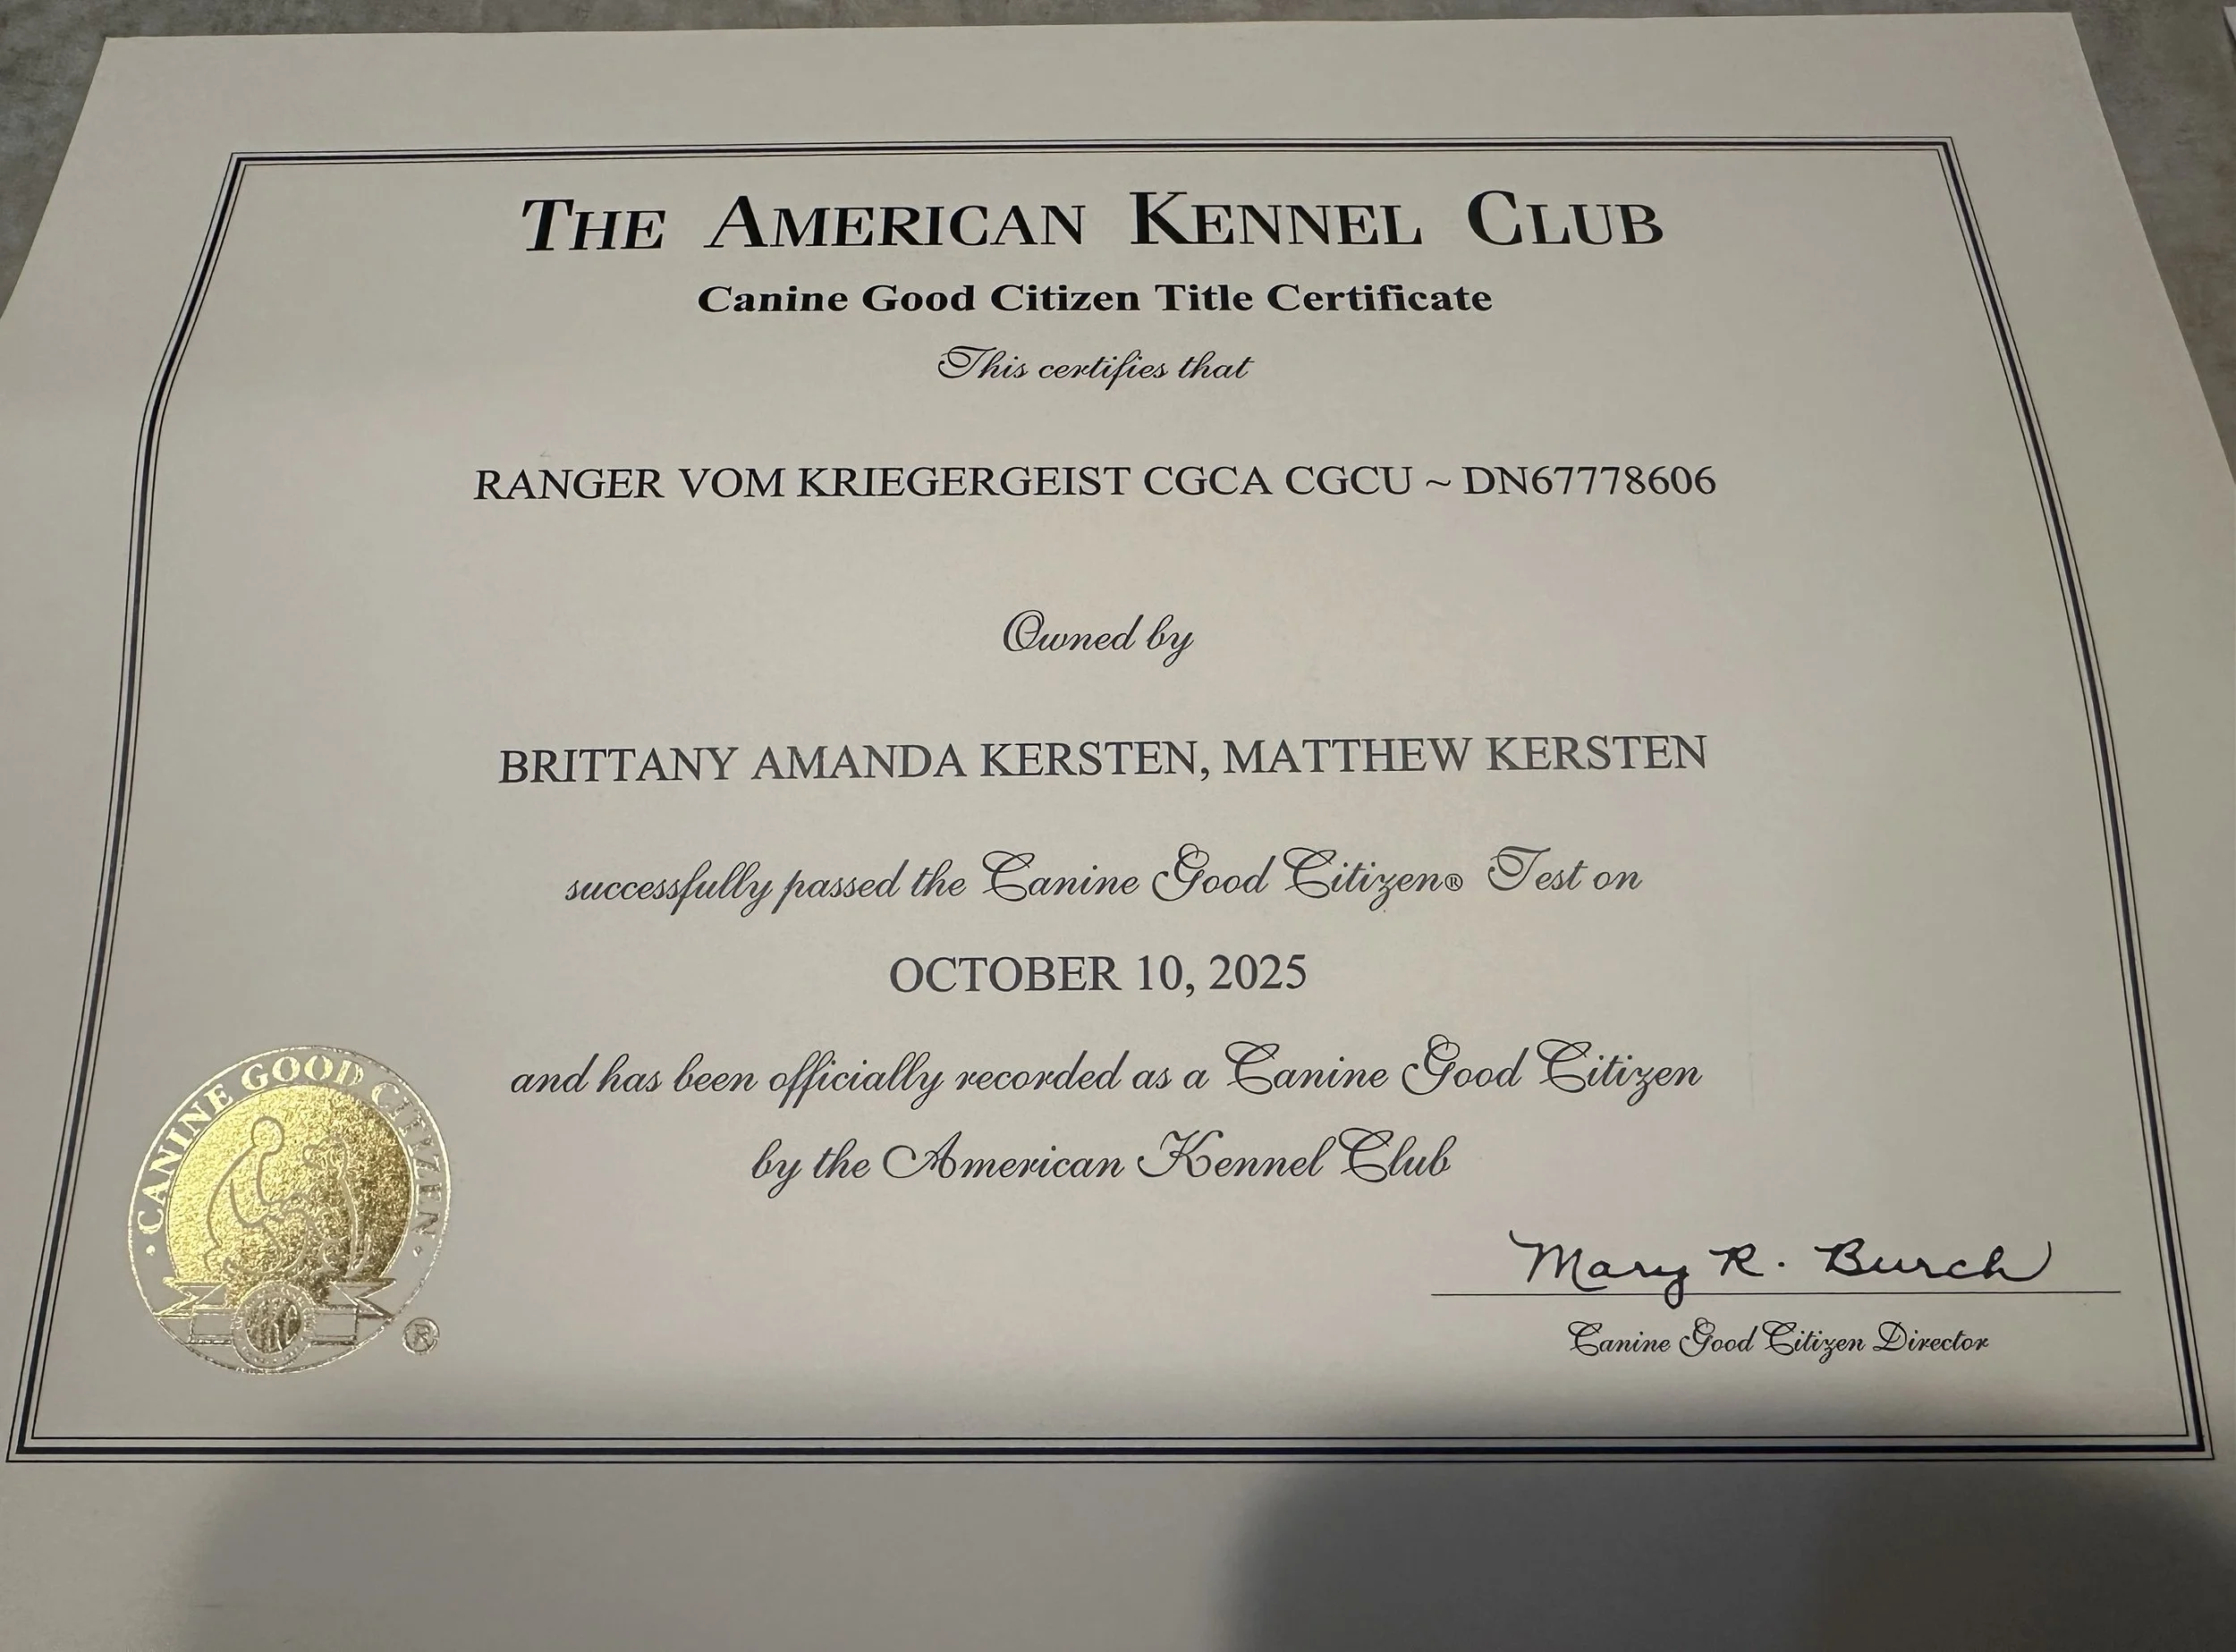 THE AMERICAN KENNEL CLUB
Canine Good Citizen Title Certificate
This certifies that
RANGER VOM KRIEGERGEIST CGCA CGCU ~ DN67778606
Owned by
BRITTANY AMANDA KERSTEN, MATTHEW KERSTEN
successfully passed the Canine Good Citizen® Test on
OCTOBER 10, 2025
and has been officially recorded as a Canine Good Citizen
by the American Kennel Club
· CANINE GOOD CITIZEN ·
®
Mary R. Burch
Canine Good Citizen Director